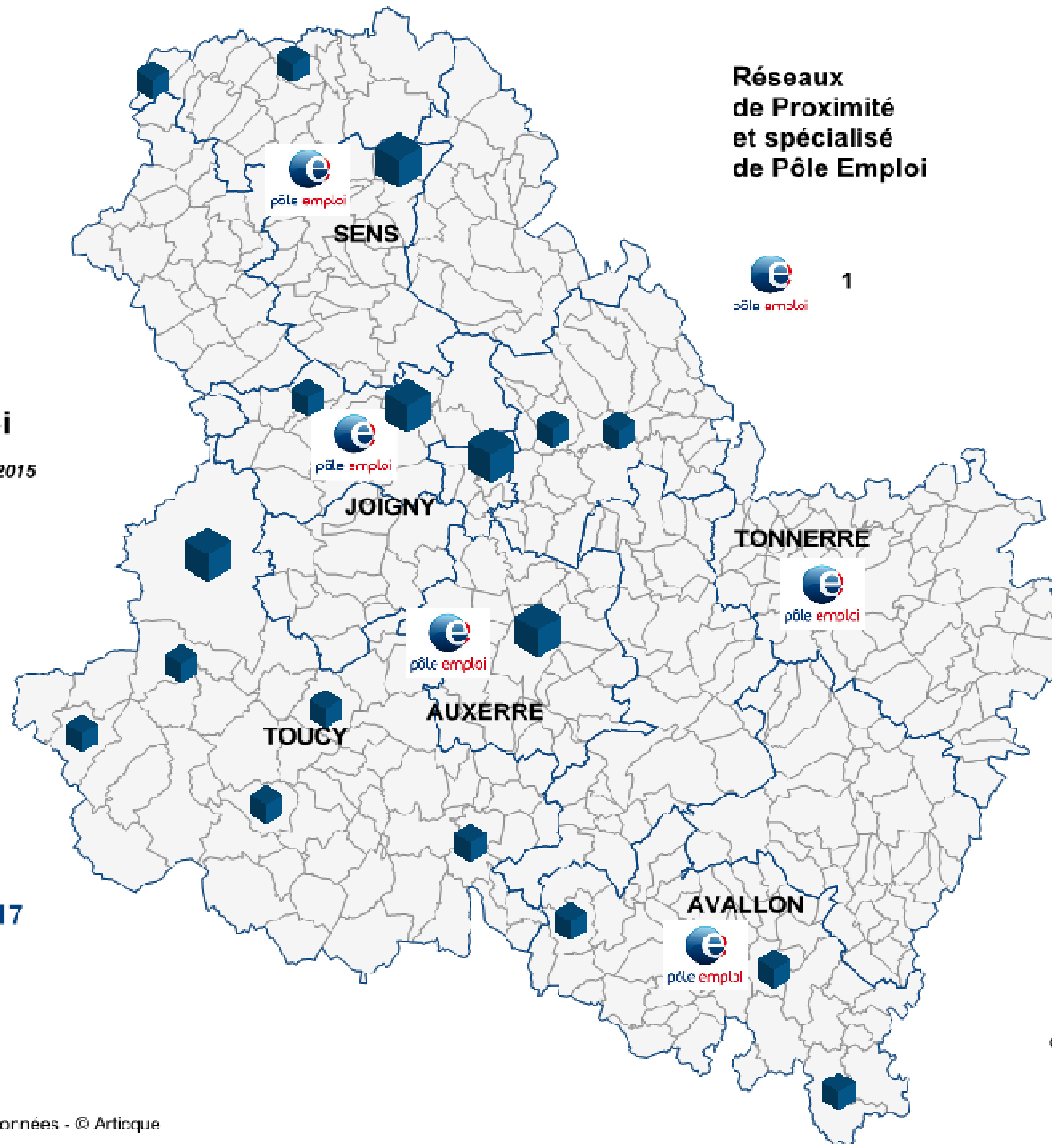 Réseaux
de Proximité
et spécialisé
de Pôle Emploi
pôle emploi
SENS
pôle emploi
1
i
2015
pôle emploi
JOIGNY
TONNERRE
pôle emploi
pôle emploi
AUXERRE
TOUCY
AVALLON
pôle emploi
17
onnées - © Articque